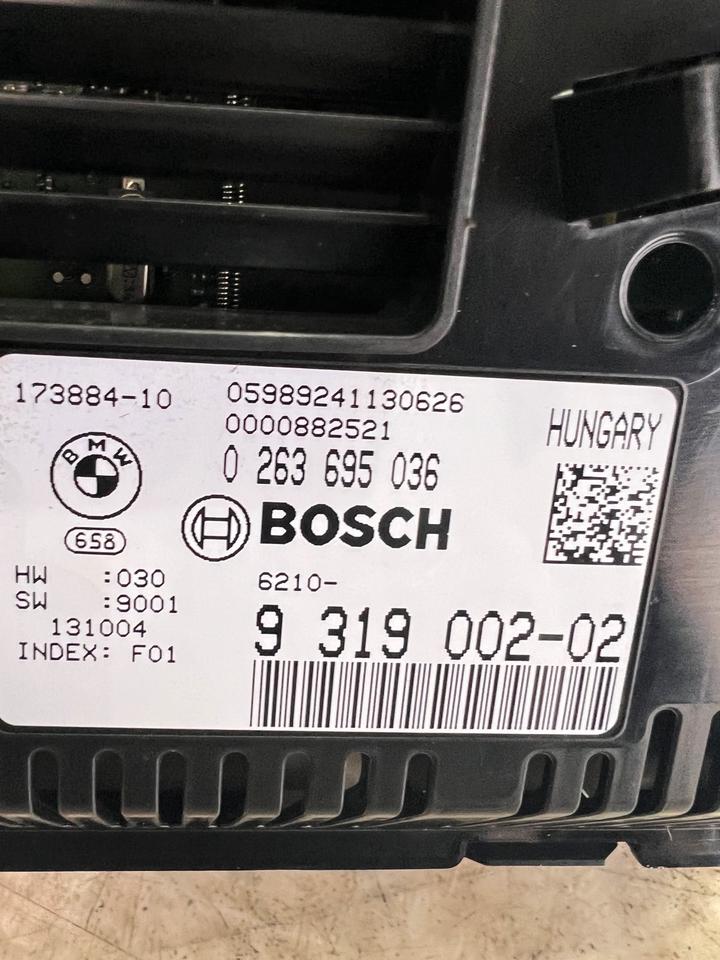 173884-10 05989241130626
0000882521
0 263 695 036
HUNGARY
BMW
658
BOSCH
HW :030
SW :9001
131004
INDEX: F01
6210-
9 319 002-02